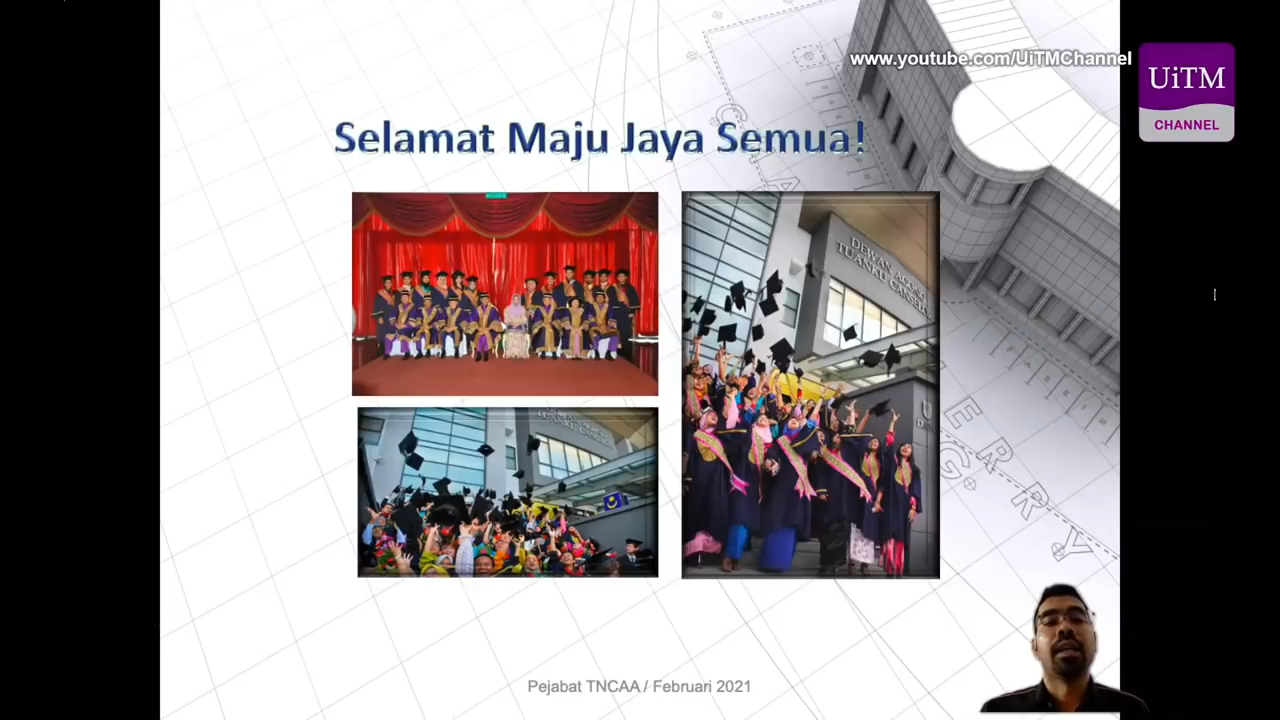 www.youtube.com/UiTMChannel
UiTM
CHANNEL
Selamat Maju Jaya Semua!
DEWAN AGONG
TUANKU CANSELOR
E R R Y
G.
Pejabat TNCAA / Februari 2021